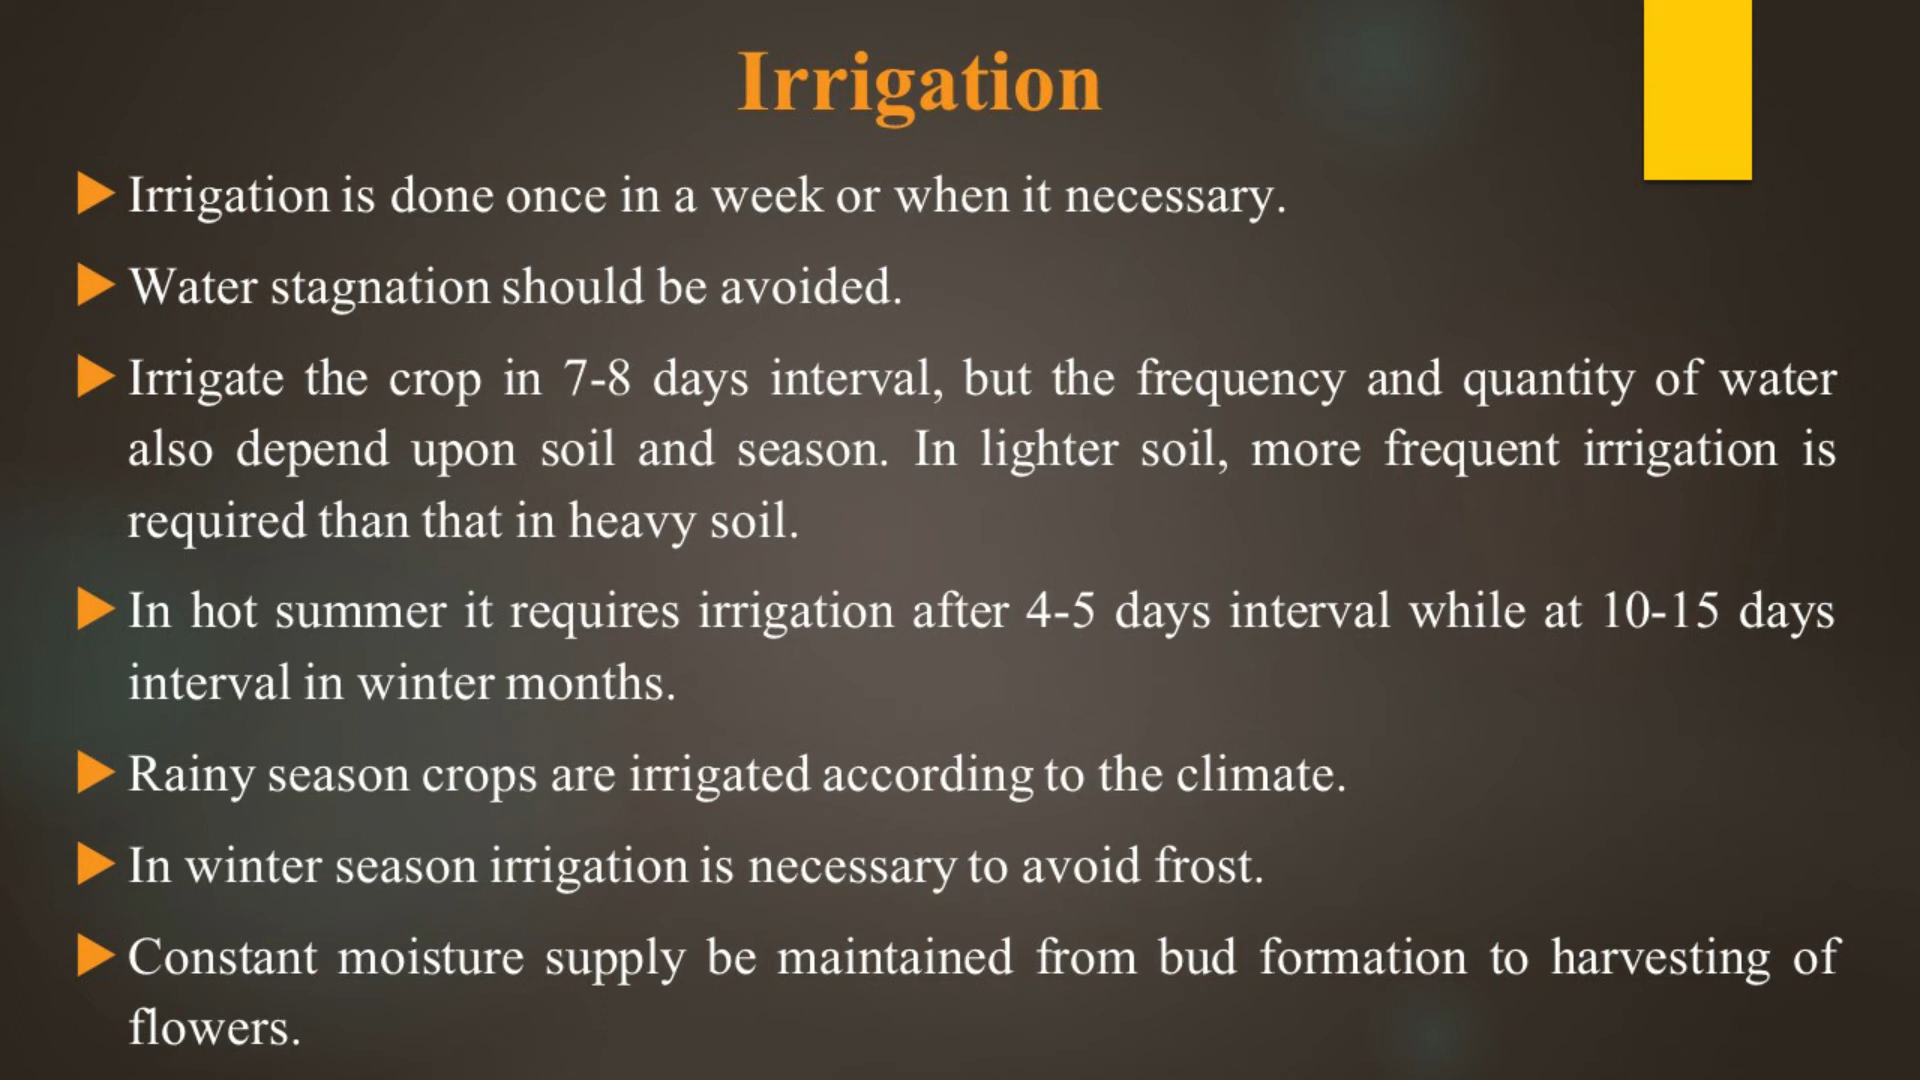 Irrigation
Irrigation is done once in a week or when it necessary.
Water stagnation should be avoided.
Irrigate the crop in 7-8 days interval, but the frequency and quantity of water
also depend upon soil and season. In lighter soil, more frequent irrigation is
required than that in heavy soil.
In hot summer it requires irrigation after 4-5 days interval while at 10-15 days
interval in winter months.
Rainy season crops are irrigated according to the climate.
In winter season irrigation is necessary to avoid frost.
Constant moisture supply be maintained from bud formation to harvesting of
flowers.